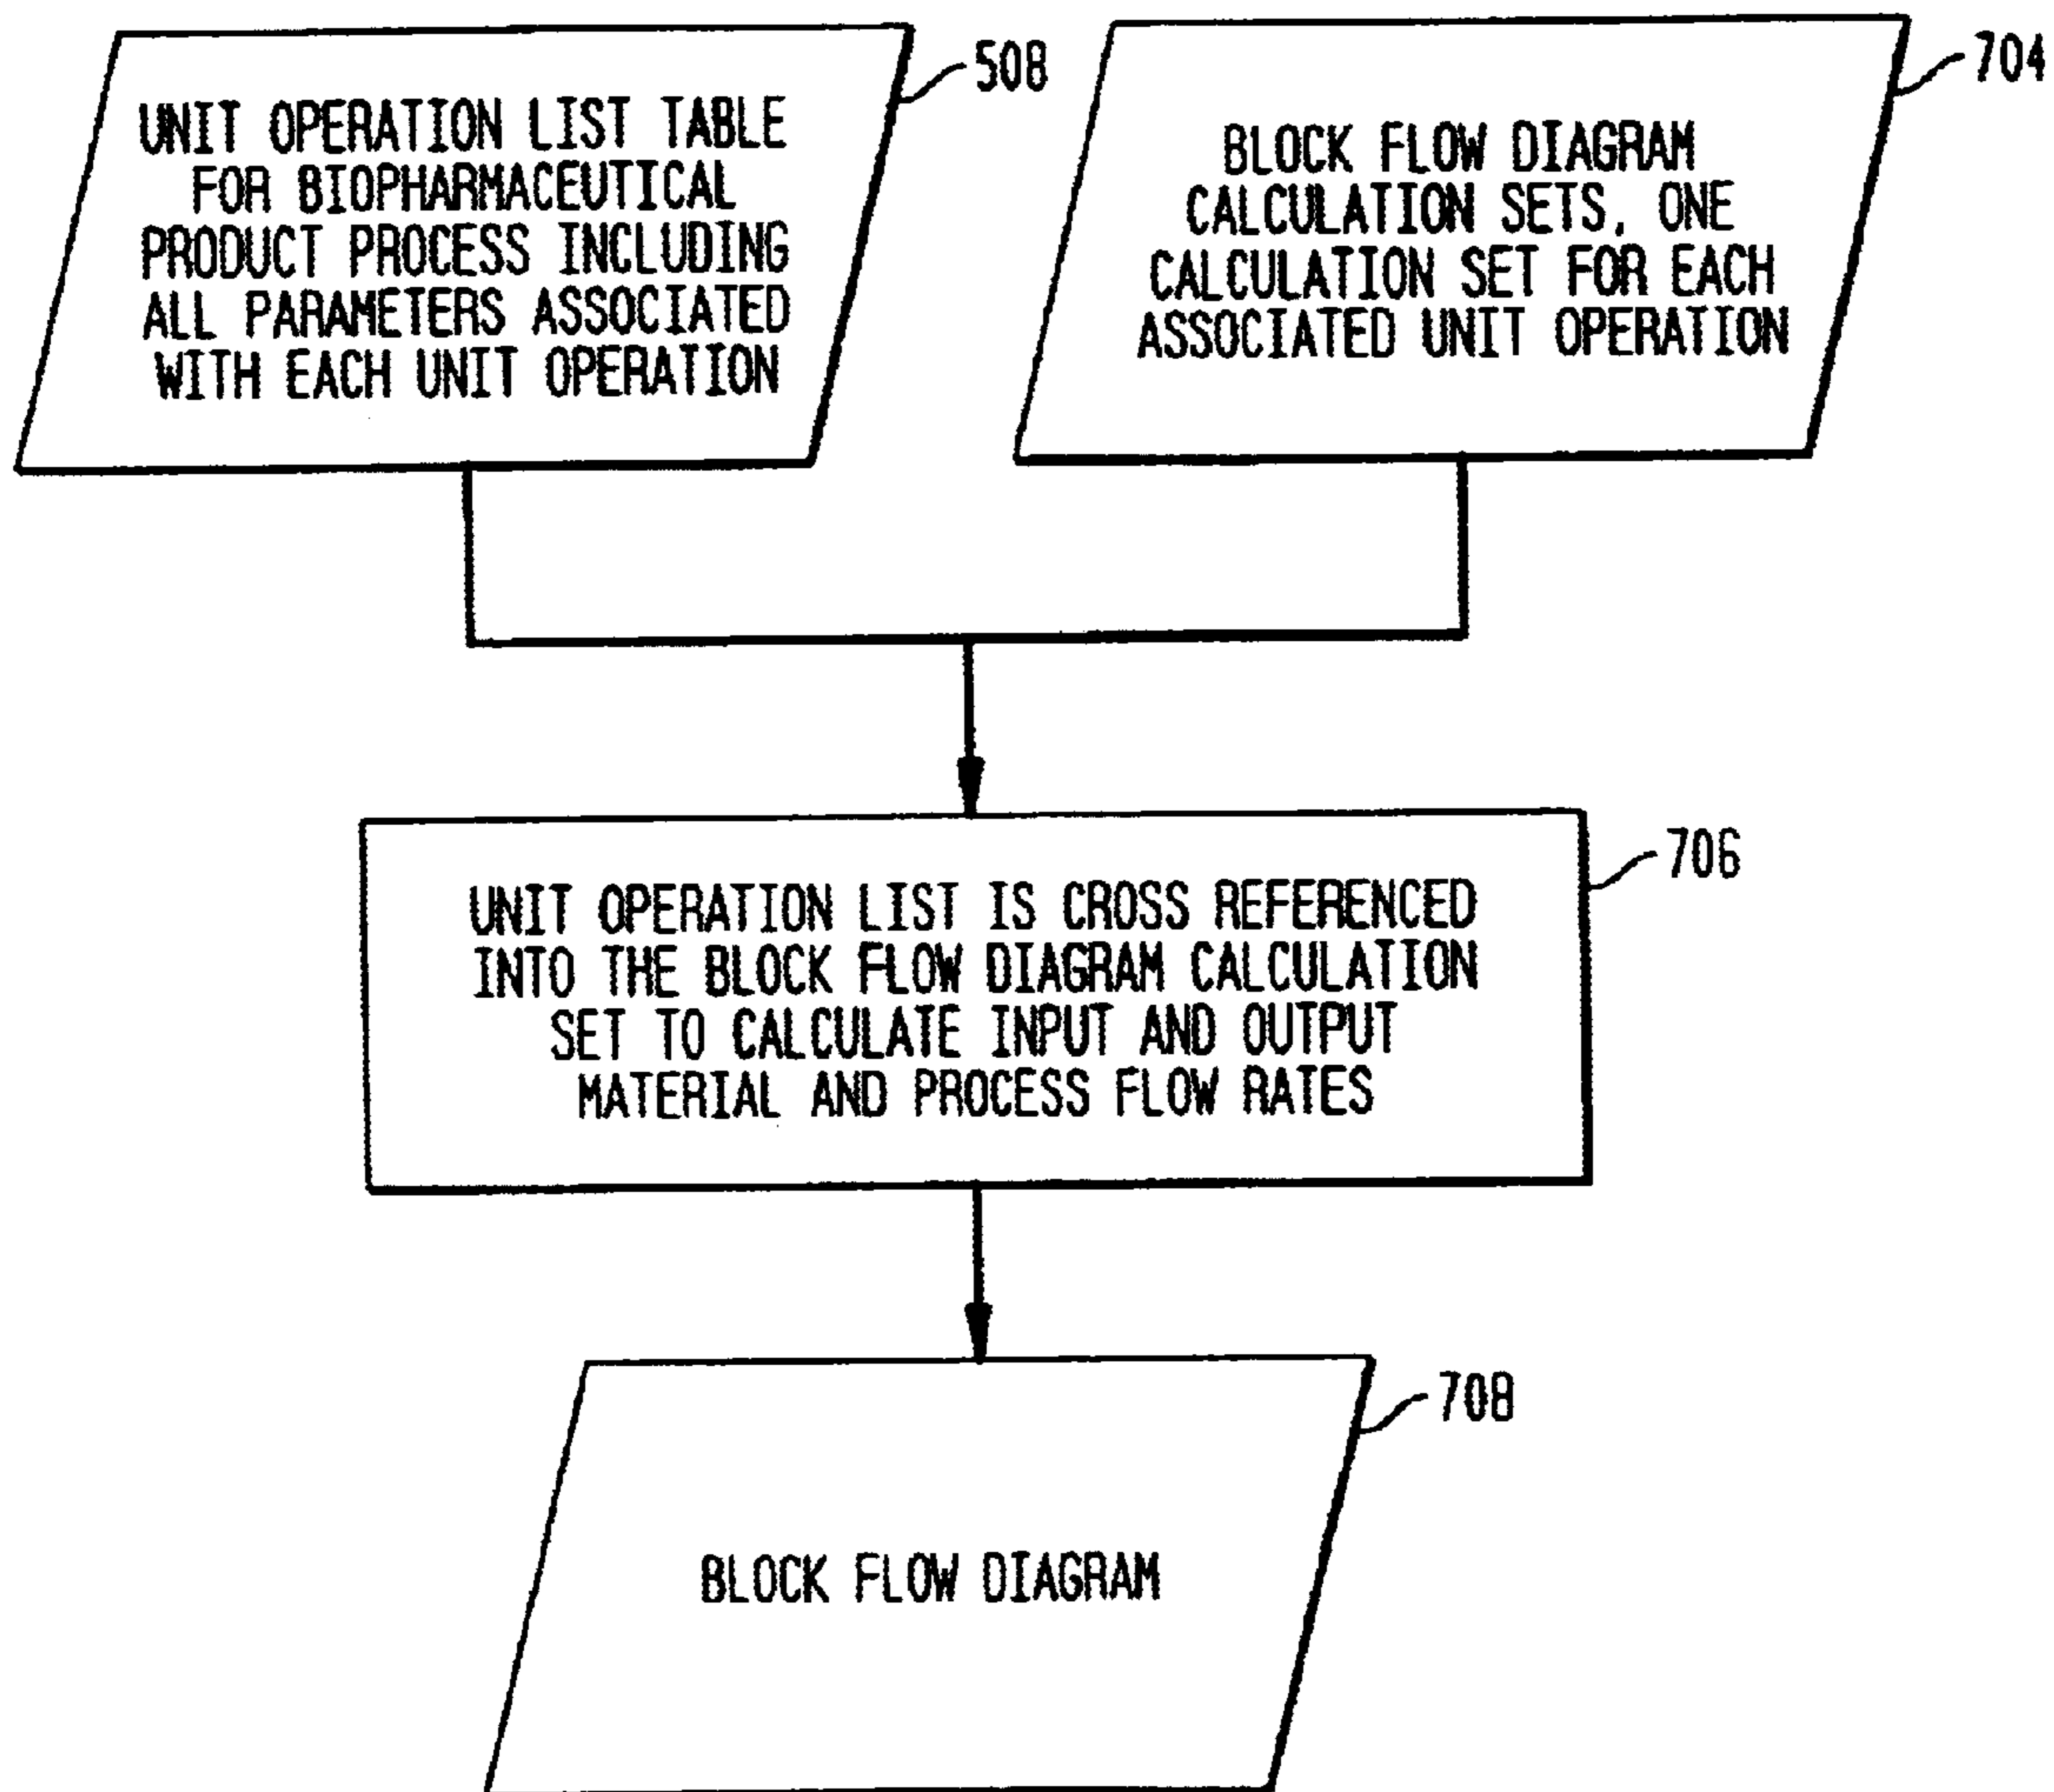 508
UNIT OPERATION LIST TABLE
FOR BIOPHARMACEUTICAL
PRODUCT PROCESS INCLUDING
ALL PARAMETERS ASSOCIATED
WITH EACH UNIT OPERATION
704
BLOCK FLOW DIAGRAM
CALCULATION SETS, ONE
CALCULATION SET FOR EACH
ASSOCIATED UNIT OPERATION
706
UNIT OPERATION LIST IS CROSS REFERENCED
INTO THE BLOCK FLOW DIAGRAM CALCULATION
SET TO CALCULATE INPUT AND OUTPUT
MATERIAL AND PROCESS FLOW RATES
708
BLOCK FLOW DIAGRAM